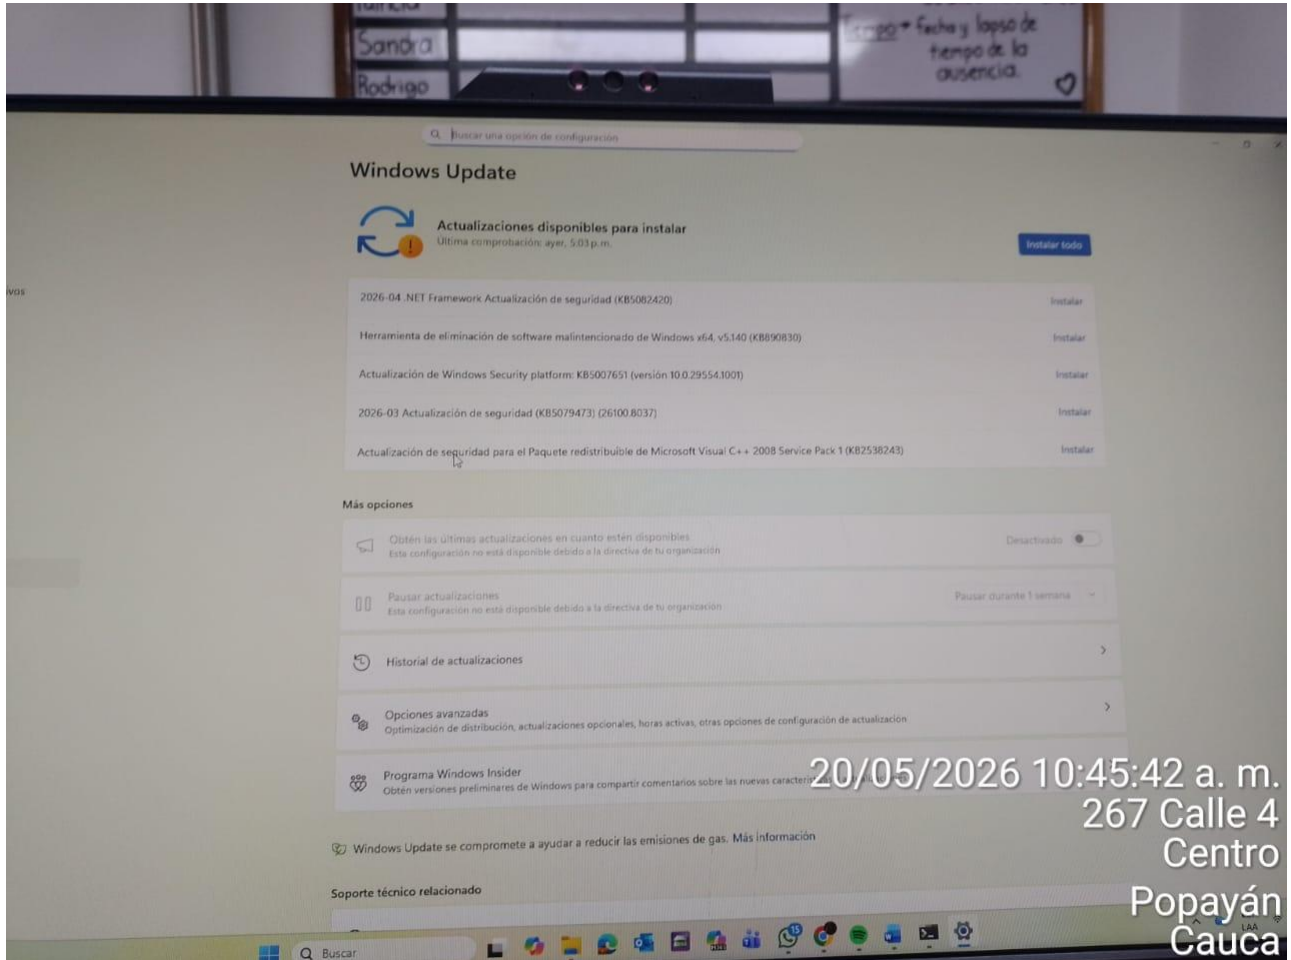 Sandra
Rodrigo
Tiempo → fecha y lapso de
tiempo de la
ausencia.
Buscar una opción de configuración
Windows Update
Actualizaciones disponibles para instalar
Última comprobación: ayer, 5:03 p. m.
Instalar todo
ivos
2026-04 .NET Framework Actualización de seguridad (KB5082420)
Instalar
Herramienta de eliminación de software malintencionado de Windows x64, v5.140 (KB890830)
Instalar
Actualización de Windows Security platform: KB5007651 (versión 10.0.29554.1001)
Instalar
2026-03 Actualización de seguridad (KB5079473) (26100.8037)
Instalar
Actualización de seguridad para el Paquete redistribuible de Microsoft Visual C++ 2008 Service Pack 1 (KB2538243)
Instalar
Más opciones
Obtén las últimas actualizaciones en cuanto estén disponibles.
Esta configuración no está disponible debido a la directiva de tu organización
Desactivado
Pausar actualizaciones
Esta configuración no está disponible debido a la directiva de tu organización
Pausar durante 1 semana
Historial de actualizaciones
Opciones avanzadas
Optimización de distribución, actualizaciones opcionales, horas activas, otras opciones de configuración de actualización
Programa Windows Insider
Obtén versiones preliminares de Windows para compartir comentarios sobre las nuevas
20/05/2026 10:45:42 a. m.
267 Calle 4
Centro
Popayán
Cauca
Windows Update se compromete a ayudar a reducir las emisiones de gas. Más información
Soporte técnico relacionado
Buscar
15
LAA